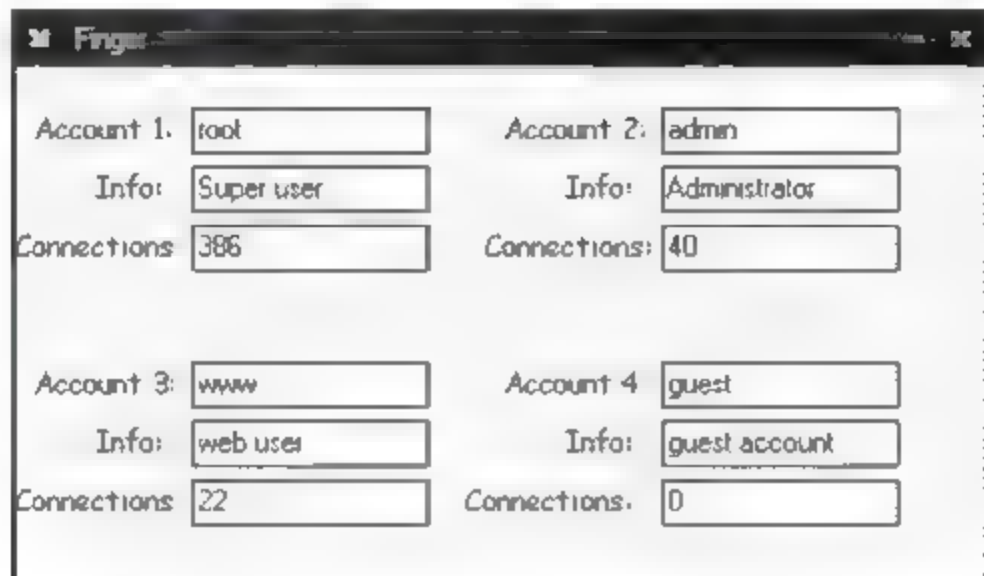 Finger
Account 1: root Account 2: admin
Info: Super user Info: Administrator
Connections 386 Connections: 40
Account 3: www Account 4 guest
Info: web user Info: guest account
Connections 22 Connections: 0